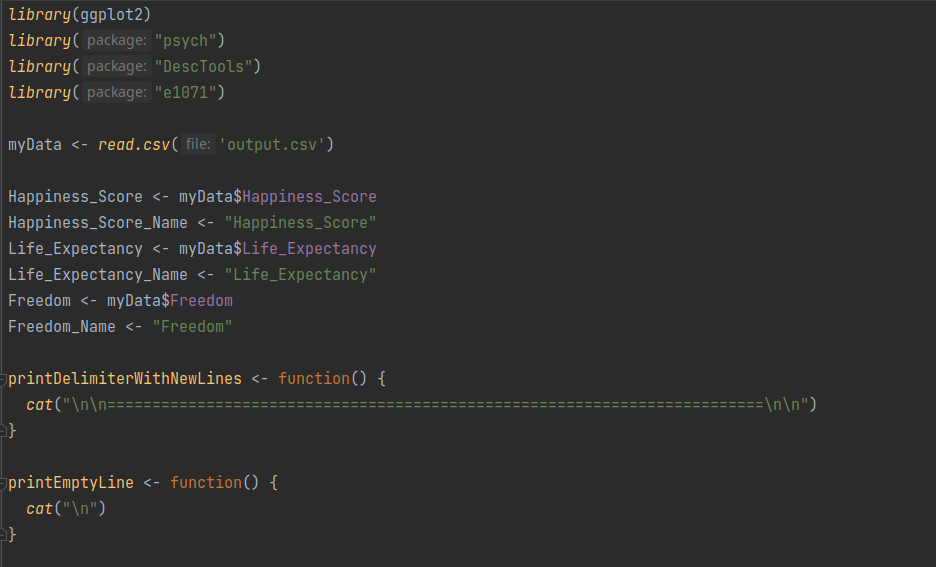 library(ggplot2)
library( package: "psych")
library( package: "DescTools")
library( package: "e1071")
myData <- read.csv( file: 'output.csv')
Happiness_Score <- myData$Happiness_Score
Happiness_Score_Name <- "Happiness_Score"
Life_Expectancy <- myData$Life_Expectancy
Life_Expectancy_Name <- "Life_Expectancy"
Freedom <- myData$Freedom
Freedom_Name <- "Freedom"
printDelimiterWithNewLines <- function() {
  cat("\n\n=========================================================================\n\n")
}
printEmptyLine <- function() {
  cat("\n")
}